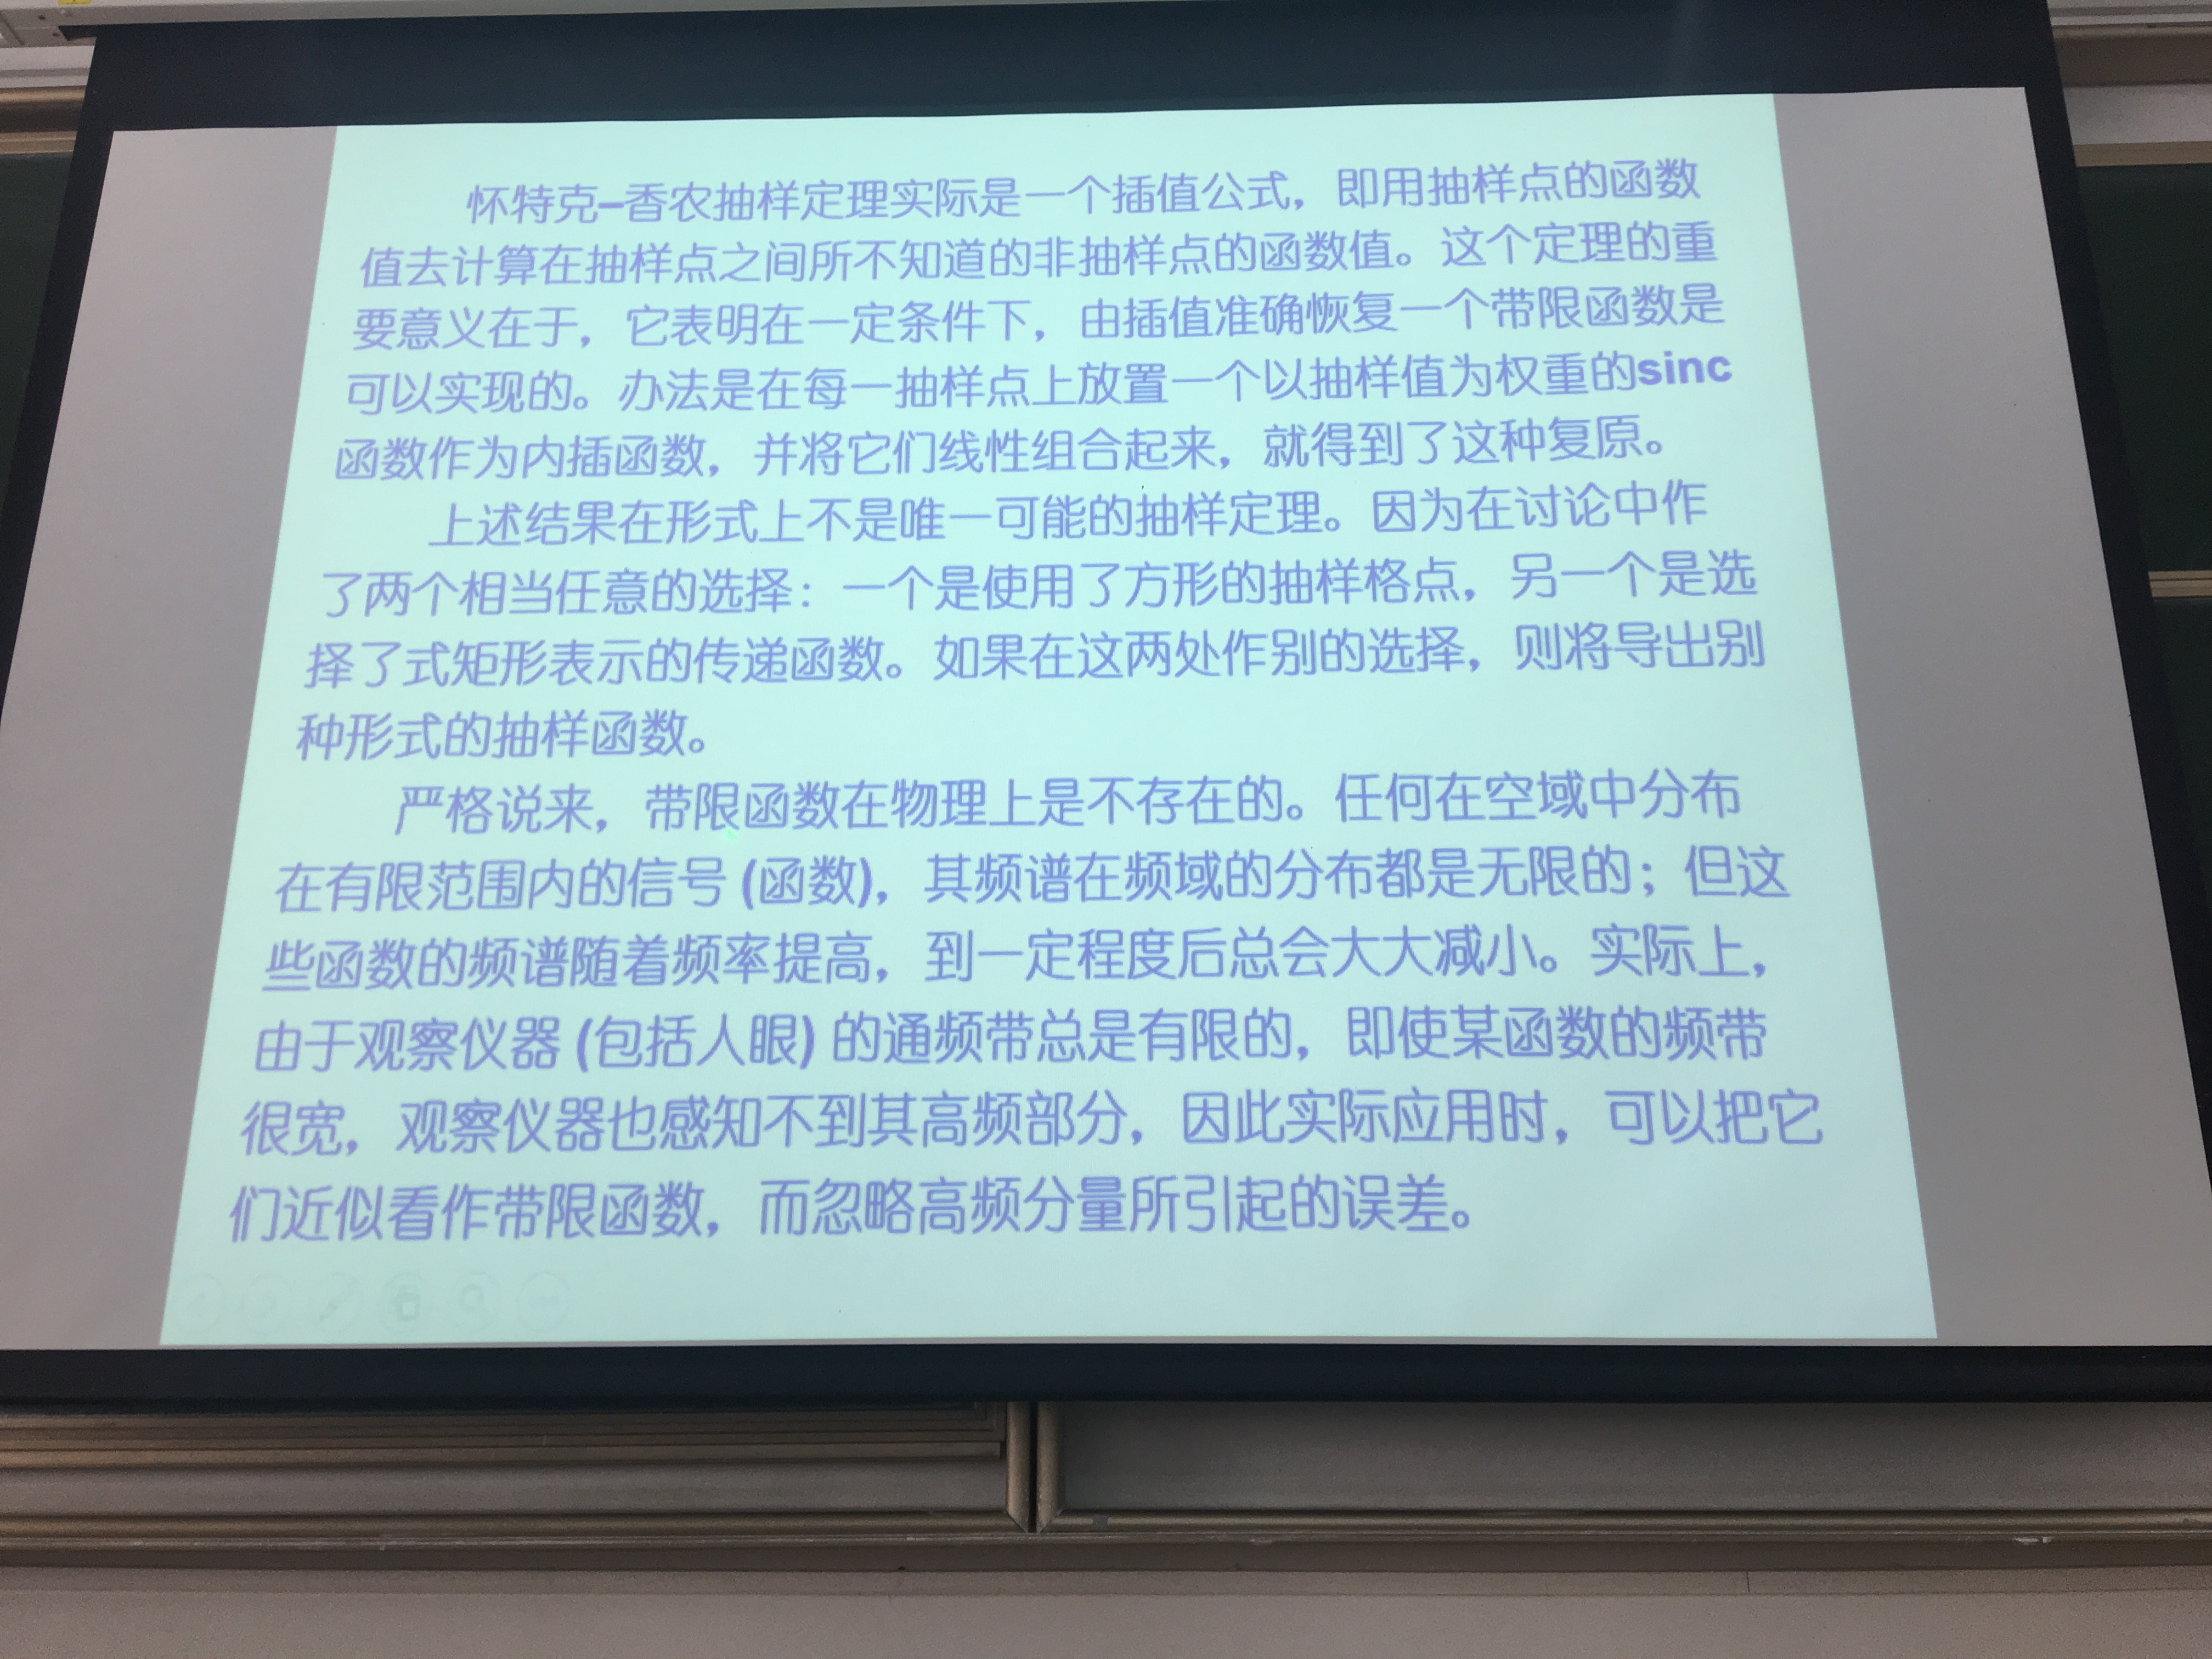 怀特克–香农抽样定理实际是一个插值公式，即用抽样点的函数
值去计算在抽样点之间所不知道的非抽样点的函数值。这个定理的重
要意义在于，它表明在一定条件下，由插值准确恢复一个带限函数是
可以实现的。办法是在每一抽样点上放置一个以抽样值为权重的sinc
函数作为内插函数，并将它们线性组合起来，就得到了这种复原。
上述结果在形式上不是唯一可能的抽样定理。因为在讨论中作
了两个相当任意的选择：一个是使用了方形的抽样格点，另一个是选
择了式矩形表示的传递函数。如果在这两处作别的选择，则将导出别
种形式的抽样函数。
严格说来，带限函数在物理上是不存在的。任何在空域中分布
在有限范围内的信号 (函数)，其频谱在频域的分布都是无限的；但这
些函数的频谱随着频率提高，到一定程度后总会大大减小。实际上，
由于观察仪器 (包括人眼) 的通频带总是有限的，即使某函数的频带
很宽，观察仪器也感知不到其高频部分，因此实际应用时，可以把它
们近似看作带限函数，而忽略高频分量所引起的误差。